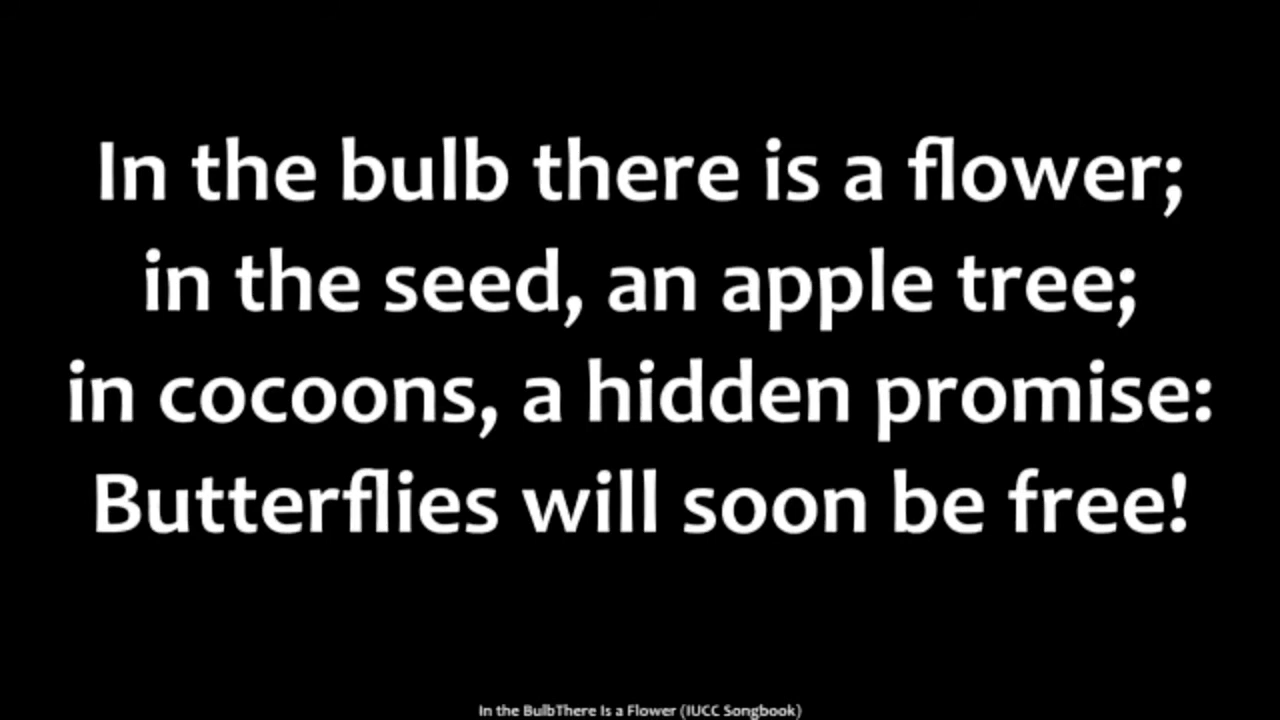 In the bulb there is a flower;
in the seed, an apple tree;
in cocoons, a hidden promise:
Butterflies will soon be free!
In the BulbThere Is a Flower (IUCC Songbook)